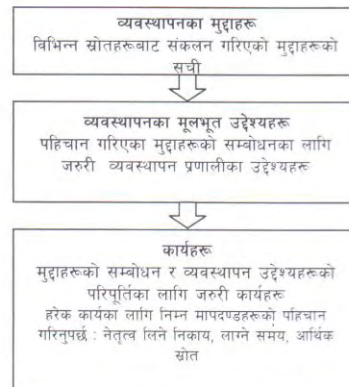 व्यवस्थापनका मुद्दाहरू
विभिन्न स्रोतहरूबाट संकलन गरिएको मुद्दाहरूको
सची
व्यवस्थापनका मूलभूत उद्देश्यहरू
पहिचान गरिएका मुद्दाहरूको सम्बोधनका लागि
जरुरी व्यवस्थापन प्रणालीका उद्देश्यहरू
कार्यहरू
मुद्दाहरूको सम्बोधन र व्यवस्थापन उद्देश्यहरूको
परिपूर्तिका लागि जरुरी कार्यहरू
हरेक कार्यका लागि निम्न मापदण्डहरूको पहिचान
गरिनुपर्छ : नेतृत्व लिने निकाय, लाग्ने समय, आर्थिक
स्रोत